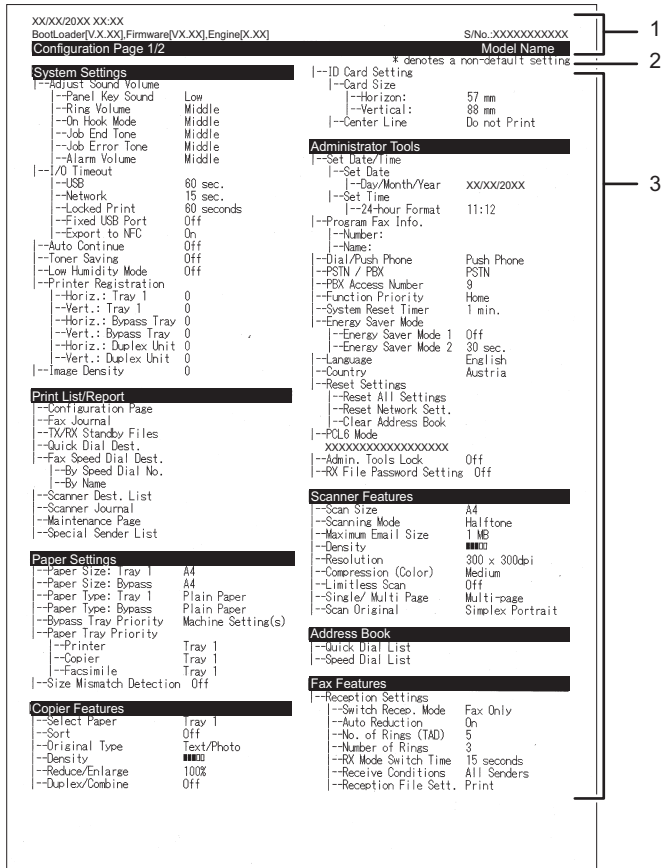 XX/XX/20XX XX:XX
BootLoader[V.X.XX],Firmware[VX.XX],Engine[X.XX] S/No.:XXXXXXXXXXX
Configuration Page 1/2 Model Name
* denotes a non-default setting
1
2
3
System Settings
|--Adjust Sound Volume
|--Panel Key Sound Low
|--Ring Volume Middle
|--On Hook Mode Middle
|--Job End Tone Middle
|--Job Error Tone Middle
|--Alarm Volume Middle
|--I/O Timeout
|--USB 60 sec.
|--Network 15 sec.
|--Locked Print 60 seconds
|--Fixed USB Port Off
|--Export to NFC On
|--Auto Continue Off
|--Toner Saving Off
|--Low Humidity Mode Off
|--Printer Registration
|--Horiz.: Tray 1 0
|--Vert.: Tray 1 0
|--Horiz.: Bypass Tray 0
|--Vert.: Bypass Tray 0
|--Horiz.: Duplex Unit 0
|--Vert.: Duplex Unit 0
|--Image Density 0
Print List/Report
|--Configuration Page
|--Fax Journal
|--TX/RX Standby Files
|--Quick Dial Dest.
|--Fax Speed Dial Dest.
|--By Speed Dial No.
|--By Name
|--Scanner Dest. List
|--Scanner Journal
|--Maintenance Page
|--Special Sender List
Paper Settings
|--Paper Size: Tray 1 A4
|--Paper Size: Bypass A4
|--Paper Type: Tray 1 Plain Paper
|--Paper Type: Bypass Plain Paper
|--Bypass Tray Priority Machine Setting(s)
|--Paper Tray Priority
|--Printer Tray 1
|--Copier Tray 1
|--Facsimile Tray 1
|--Size Mismatch Detection Off
Copier Features
|--Select Paper Tray 1
|--Sort Off
|--Original Type Text/Photo
|--Density
|--Reduce/Enlarge 100%
|--Duplex/Combine Off
|--ID Card Setting
|--Card Size
|--Horizon: 57 mm
|--Vertical: 88 mm
|--Center Line Do not Print
Administrator Tools
|--Set Date/Time
|--Set Date
|--Day/Month/Year XX/XX/20XX
|--Set Time
|--24-hour Format 11:12
|--Program Fax Info.
|--Number:
|--Name:
|--Dial/Push Phone Push Phone
|--PSTN / PBX PSTN
|--PBX Access Number 9
|--Function Priority Home
|--System Reset Timer 1 min.
|--Energy Saver Mode
|--Energy Saver Mode 1 Off
|--Energy Saver Mode 2 30 sec.
|--Language English
|--Country Austria
|--Reset Settings
|--Reset All Settings
|--Reset Network Sett.
|--Clear Address Book
|--PCL6 Mode
XXXXXXXXXXXXXXXXXX
|--Admin. Tools Lock Off
|--RX File Password Setting Off
Scanner Features
|--Scan Size A4
|--Scanning Mode Halftone
|--Maximum Email Size 1 MB
|--Density
|--Resolution 300 x 300dpi
|--Compression (Color) Medium
|--Limitless Scan Off
|--Single/ Multi Page Multi-page
|--Scan Original Simplex Portrait
Address Book
|--Quick Dial List
|--Speed Dial List
Fax Features
|--Reception Settings
|--Switch Recep. Mode Fax Only
|--Auto Reduction On
|--No. of Rings (TAD) 5
|--Number of Rings 3
|--RX Mode Switch Time 15 seconds
|--Receive Conditions All Senders
|--Reception File Sett. Print